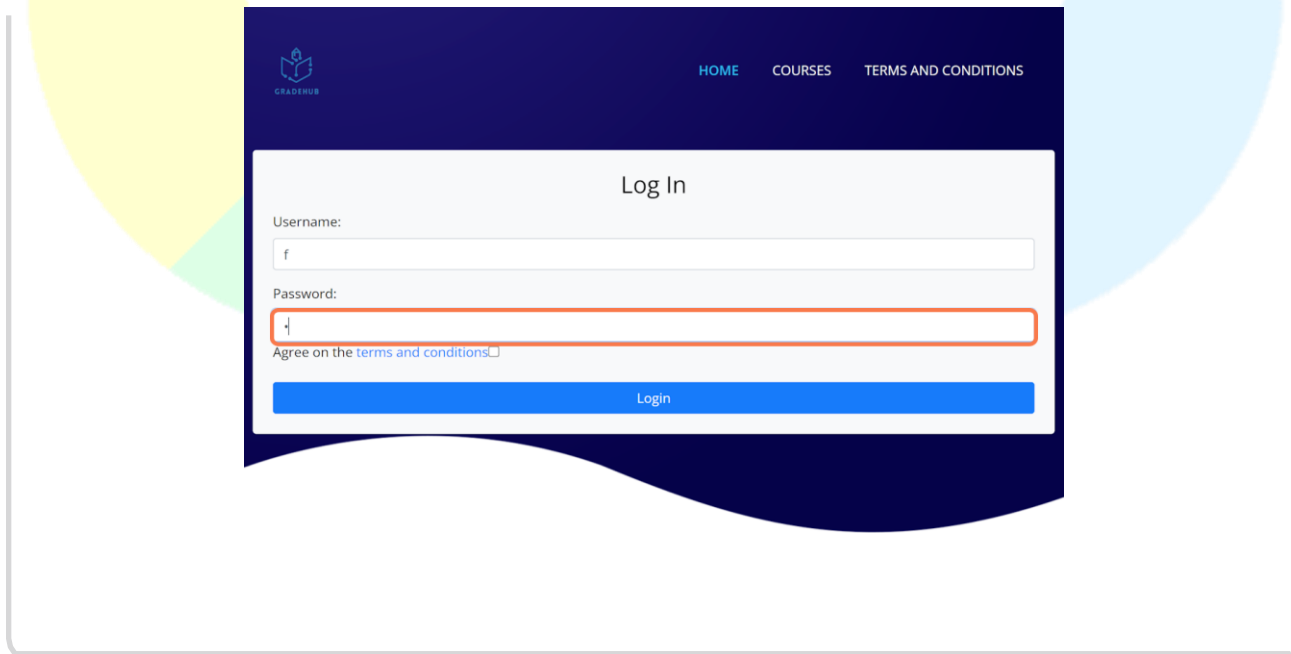 GRADEHUB
HOME COURSES TERMS AND CONDITIONS
Log In
Username:
f
Password:
•
Agree on the terms and conditions
Login